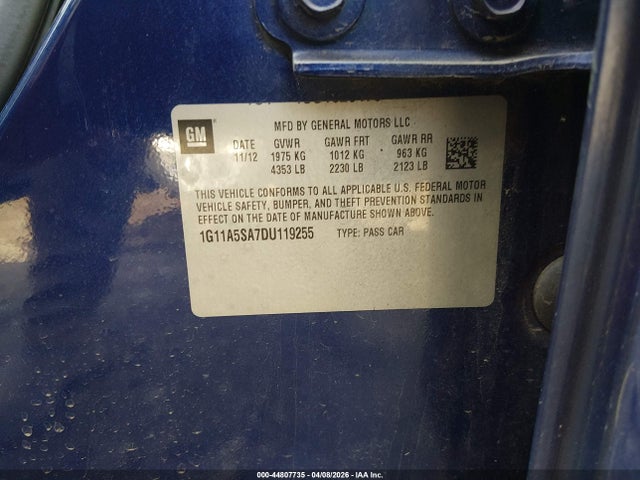 GM
MFD BY GENERAL MOTORS LLC
DATE GVWR GAWR FRT GAWR RR
11/12 1975 KG 1012 KG 963 KG
4353 LB 2230 LB 2123 LB
THIS VEHICLE CONFORMS TO ALL APPLICABLE U.S. FEDERAL MOTOR
VEHICLE SAFETY, BUMPER, AND THEFT PREVENTION STANDARDS IN
EFFECT ON THE DATE OF MANUFACTURE SHOWN ABOVE.
1G11A5SA7DU119255 TYPE: PASS CAR
000-44807735 - 04/08/2026 - IAA Inc.